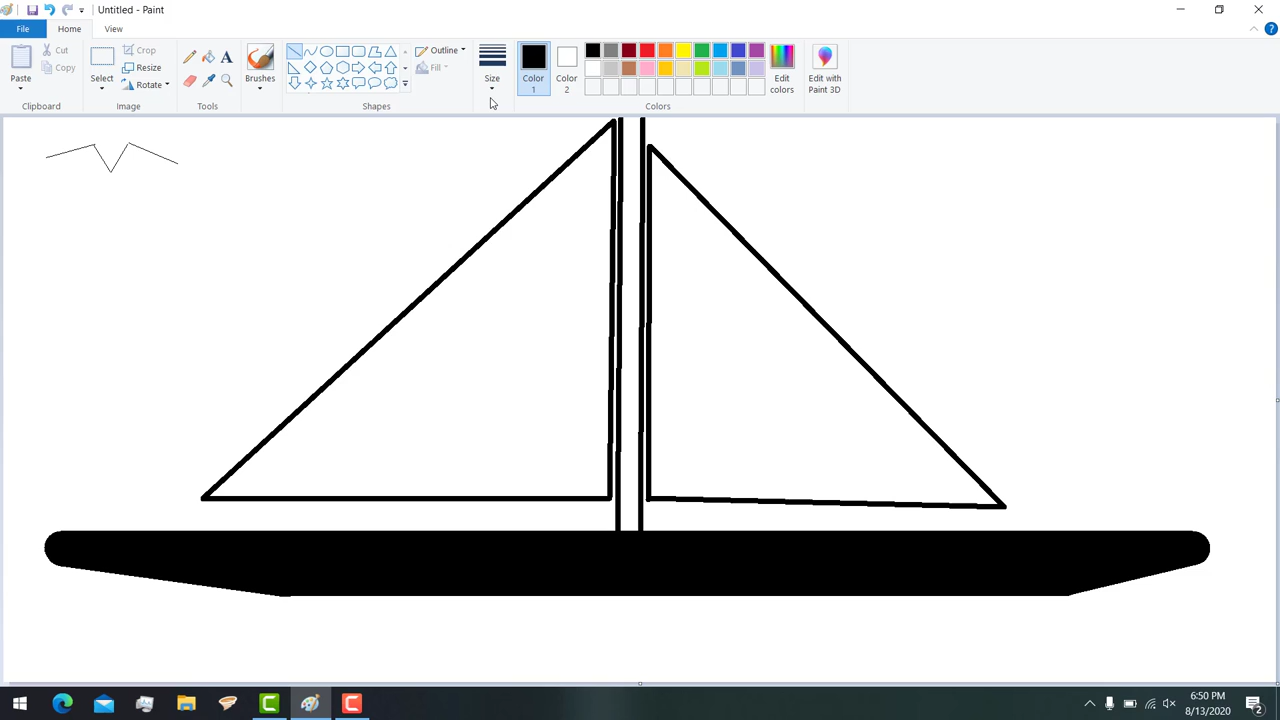 Untitled - Paint
File Home View
Paste
Cut
Copy
Clipboard
Select
Crop
Resize
Rotate
Image
Tools
Brushes
Shapes
Outline
Fill
Size
Color 1
Color 2
Colors
Edit colors
Edit with Paint 3D
6:50 PM
8/13/2020
2